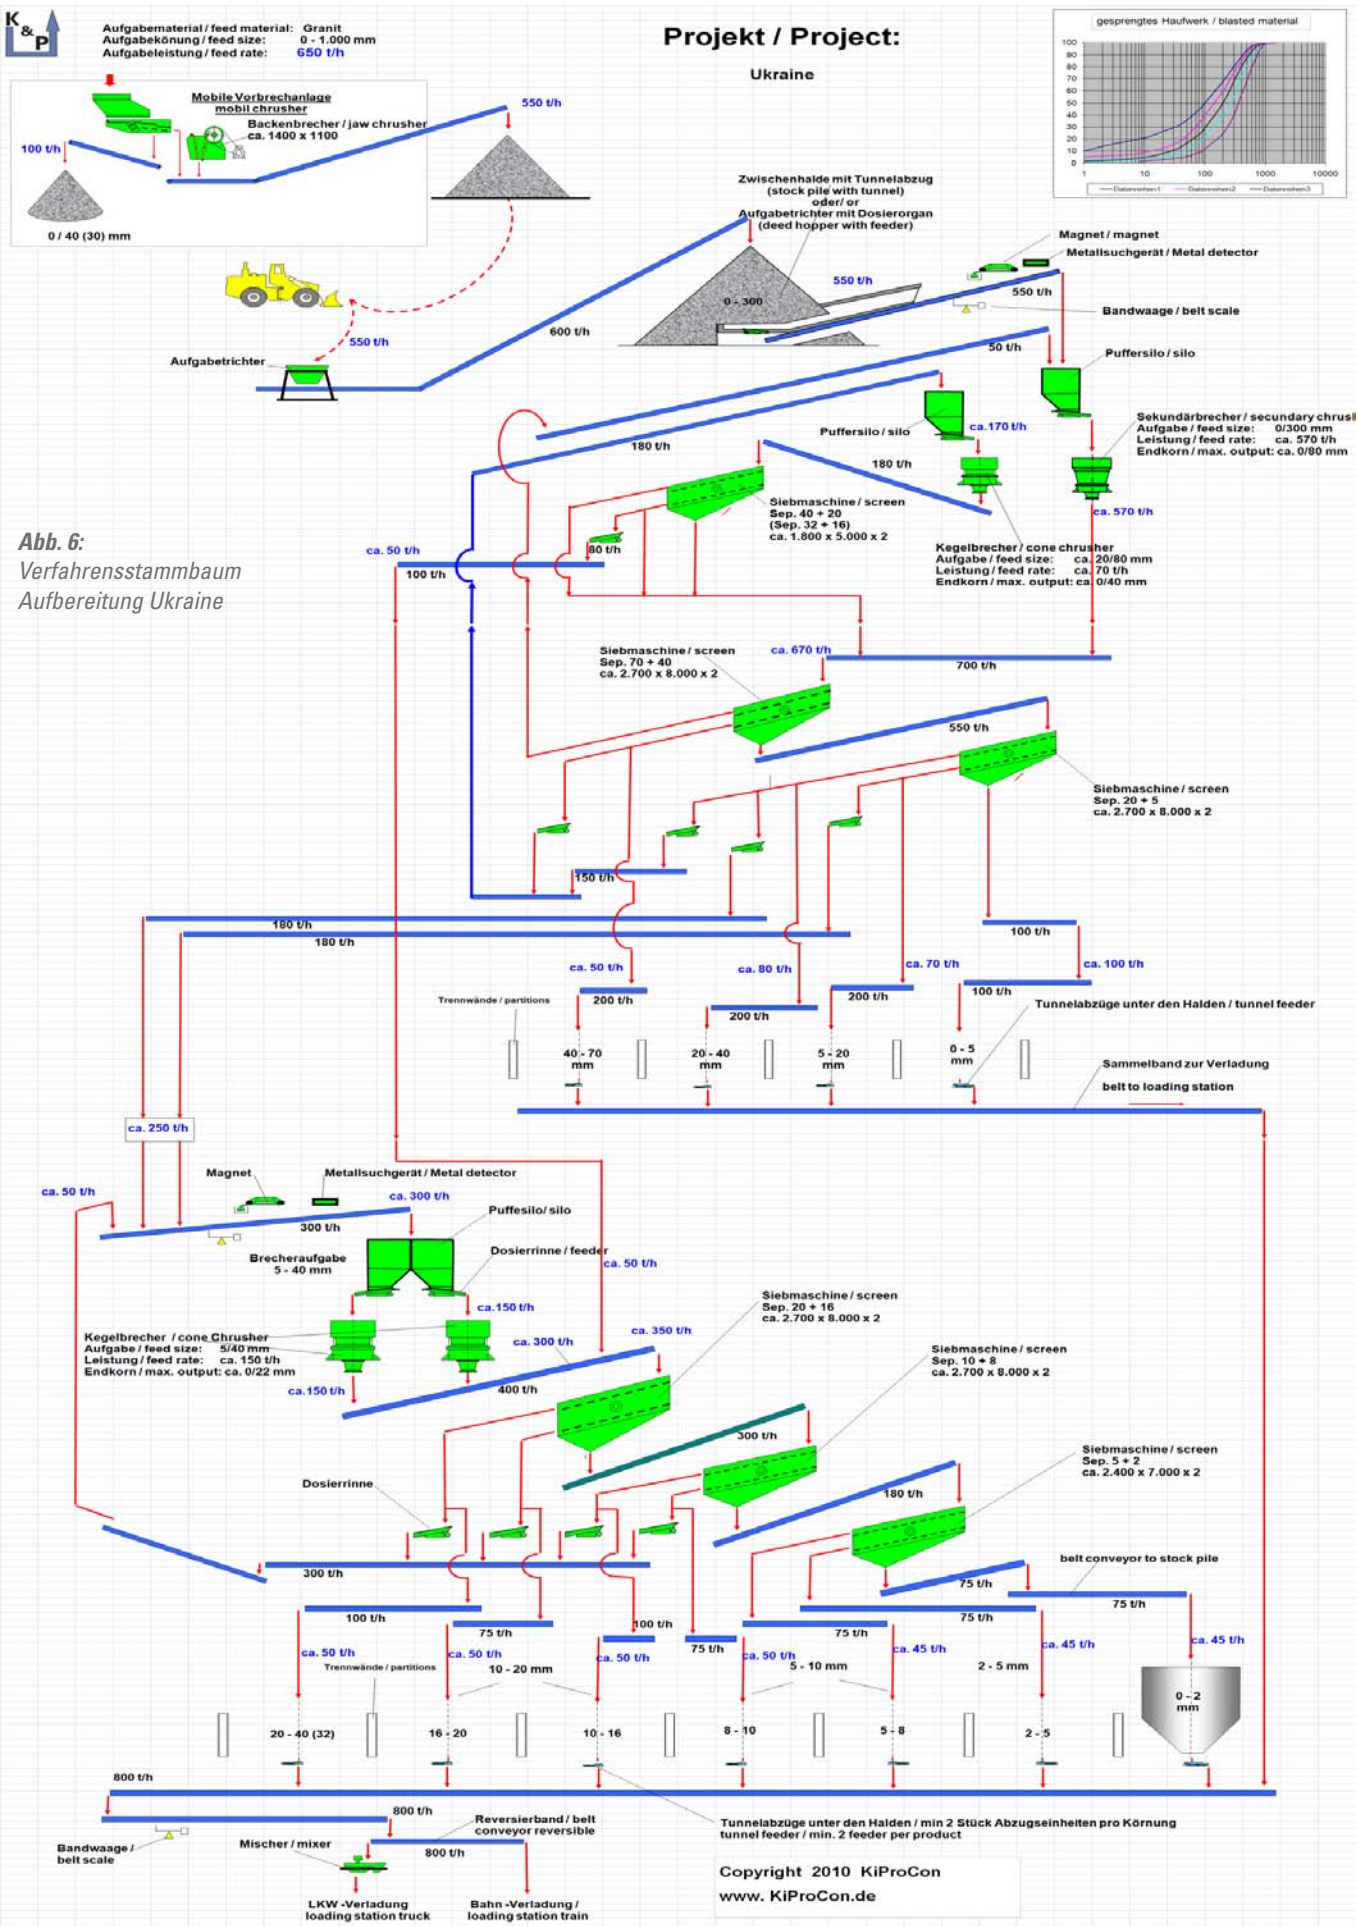 K
&
P
Aufgabematerial / feed material: Granit
Aufgabekönung / feed size: 0 - 1.000 mm
Aufgabeleistung / feed rate: 650 t/h
Projekt / Project:
Ukraine
gesprengtes Haufwerk / blasted material
100
90
80
70
60
50
40
30
20
10
0
1
10
100
1000
10000
Datenreihen1
Datenreihen2
Datenreihen3
Mobile Vorbrechanlage
mobil chrusher
Backenbrecher / jaw chrusher
ca. 1400 x 1100
100 t/h
0 / 40 (30) mm
550 t/h
Zwischenhalde mit Tunnelabzug
(stock pile with tunnel)
oder/ or
Aufgabetrichter mit Dosierorgan
(deed hopper with feeder)
Magnet / magnet
Metallsuchgerät / Metal detector
550 t/h
550 t/h
0 - 300
Bandwaage / belt scale
600 t/h
550 t/h
50 t/h
Aufgabetrichter
Puffersilo / silo
Sekundärbrecher / secundary chrusl
Aufgabe / feed size: 0/300 mm
Leistung / feed rate: ca. 570 t/h
Endkorn / max. output: ca. 0/80 mm
Puffersilo / silo
ca.170 t/h
180 t/h
180 t/h
Siebmaschine / screen
Sep. 40 + 20
(Sep. 32 + 16)
ca. 1.800 x 5.000 x 2
ca. 570 t/h
Abb. 6:
Verfahrensstammbaum
Aufbereitung Ukraine
ca. 50 t/h
80 t/h
100 t/h
Kegelbrecher / cone chrusher
Aufgabe / feed size: ca. 20/80 mm
Leistung / feed rate: ca. 70 t/h
Endkorn / max. output: ca. 0/40 mm
Siebmaschine / screen
Sep. 70 + 40
ca. 2.700 x 8.000 x 2
ca. 670 t/h
700 t/h
550 t/h
Siebmaschine / screen
Sep. 20 + 5
ca. 2.700 x 8.000 x 2
150 t/h
180 t/h
180 t/h
100 t/h
ca. 50 t/h
ca. 80 t/h
ca. 70 t/h
ca. 100 t/h
Trennwände / partitions
200 t/h
200 t/h
200 t/h
100 t/h
Tunnelabzüge unter den Halden / tunnel feeder
40 - 70
mm
20 - 40
mm
5 - 20
mm
0 - 5
mm
Sammelband zur Verladung
belt to loading station
ca. 250 t/h
Magnet
Metallsuchgerät / Metal detector
ca. 50 t/h
ca. 300 t/h
300 t/h
Puffesilo/ silo
Brecheraufgabe
5 - 40 mm
Dosierrinne / feeder
ca. 50 t/h
ca.150 t/h
Siebmaschine / screen
Sep. 20 + 16
ca. 2.700 x 8.000 x 2
Kegelbrecher / cone Chrusher
Aufgabe / feed size: 5/40 mm
Leistung / feed rate: ca. 150 t/h
Endkorn / max. output: ca. 0/22 mm
ca. 300 t/h
ca. 350 t/h
ca.150 t/h
400 t/h
Siebmaschine / screen
Sep. 10 + 8
ca. 2.700 x 8.000 x 2
300 t/h
Siebmaschine / screen
Sep. 5 + 2
ca. 2.400 x 7.000 x 2
Dosierrinne
180 t/h
300 t/h
belt conveyor to stock pile
75 t/h
75 t/h
100 t/h
75 t/h
100 t/h
75 t/h
75 t/h
75 t/h
ca. 50 t/h
ca. 50 t/h
ca. 50 t/h
ca. 50 t/h
ca. 45 t/h
ca. 45 t/h
ca. 45 t/h
Trennwände / partitions
10 - 20 mm
5 - 10 mm
2 - 5 mm
0 - 2
mm
20 - 40 (32)
16 - 20
10 - 16
8 - 10
5 - 8
2 - 5
800 t/h
800 t/h
Reversierband / belt
conveyor reversible
800 t/h
Bandwaage /
belt scale
Mischer / mixer
Tunnelabzüge unter den Halden / min 2 Stück Abzugseinheiten pro Körnung
tunnel feeder / min. 2 feeder per product
LKW -Verladung
loading station truck
Bahn -Verladung /
loading station train
Copyright 2010 KiProCon
www. KiProCon.de